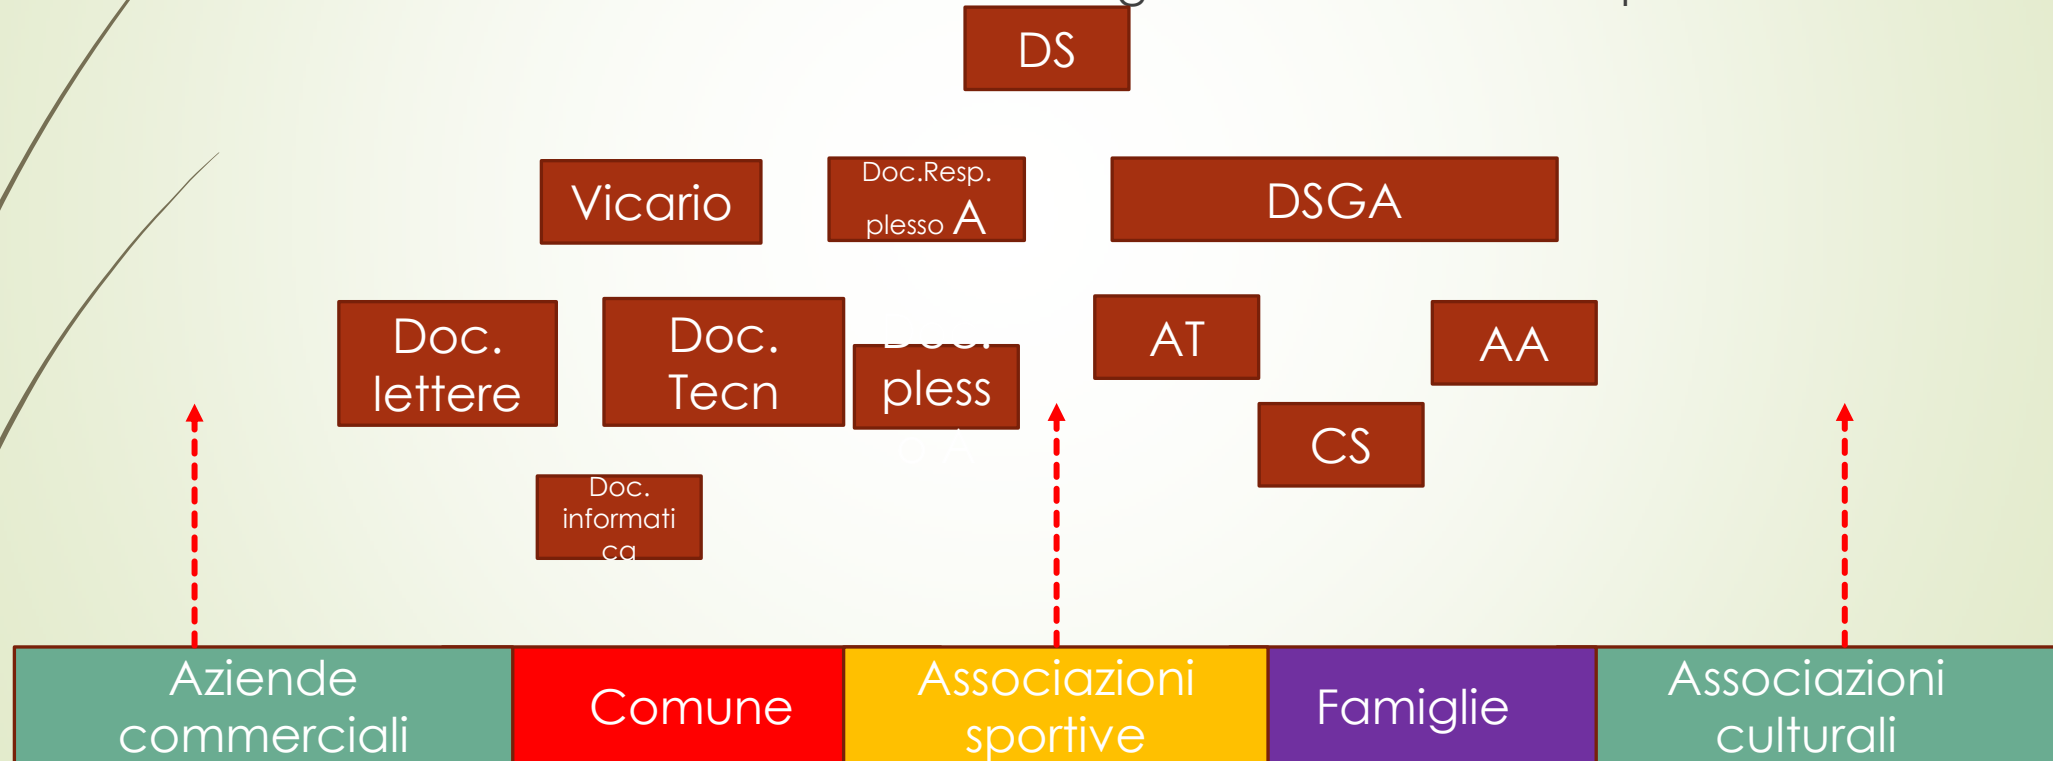 DS
Vicario
Doc.Resp.
plesso A
DSGA
Doc.
lettere
Doc.
Tecn
Doc.
pless
o A
AT
AA
CS
Doc.
informati
ca
Aziende
commerciali
Comune
Associazioni
sportive
Famiglie
Associazioni
culturali